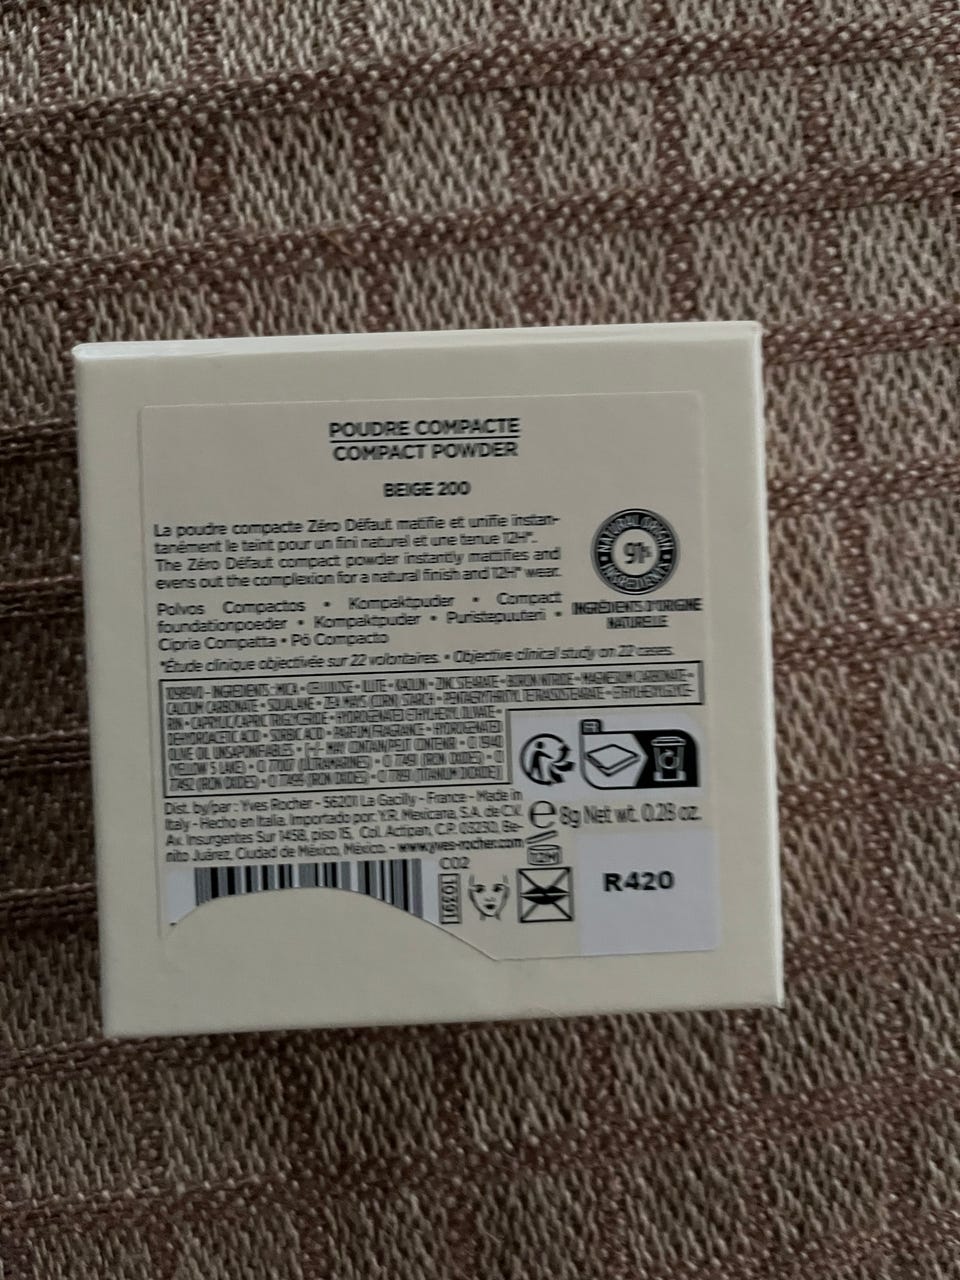 POUDRE COMPACTE
COMPACT POWDER
BEIGE 200
La poudre compacte Zéro Défaut matifie et unifie instan-
tanément le teint pour un fini naturel et une tenue 12H*.
The Zéro Défaut compact powder instantly mattifies and
evens out the complexion for a natural finish and 12H* wear.
NATURAL ORIGIN
91%
INGREDIENTS
INGRÉDIENTS D'ORIGINE
NATURELLE
Polvos Compactos • Kompaktpuder • Compact
foundationpoeder • Kompaktpuder • Puristepuuteri •
Cipria Compatta • Pó Compacto
*Étude clinique objectivée sur 22 volontaires. • Objective clinical study on 22 cases.
INGREDIENTS: MICA • CELLULOSE • ILLITE • KAOLIN • ZINC STEARATE • BORON NITRIDE • MAGNESIUM CARBONATE •
CALCIUM CARBONATE • SQUALANE • ZEA MAYS (CORN) STARCH • PENTAERYTHRITYL TETRAISOSTEARATE • ETHYLHEXYLGLYCE-
RIN • CAPRYLIC/CAPRIC TRIGLYCERIDE • HYDROGENATED ETHYLHEXYL OLIVATE •
DEHYDROACETIC ACID • SORBIC ACID • PARFUM/FRAGRANCE • HYDROGENATED
OLIVE OIL UNSAPONIFIABLES • [+/- MAY CONTAIN/PEUT CONTENIR • CI 19140
(YELLOW 5 LAKE) • CI 77007 (ULTRAMARINES) • CI 77491 (IRON OXIDES) • CI
77492 (IRON OXIDES) • CI 77499 (IRON OXIDES) • CI 77891 (TITANIUM DIOXIDE)]
FR
Dist. by/par : Yves Rocher - 56201 La Gacilly - France - Made in
Italy - Hecho en Italia. Importado por: Y.R. Mexicana, S.A. de C.V.
Av. Insurgentes Sur 1458, piso 15, Col. Actipan, C.P. 03230, Be-
nito Juárez, Ciudad de México, México. - www.yves-rocher.com
e 8g Net wt. 0.28 oz.
12M
C02
R420